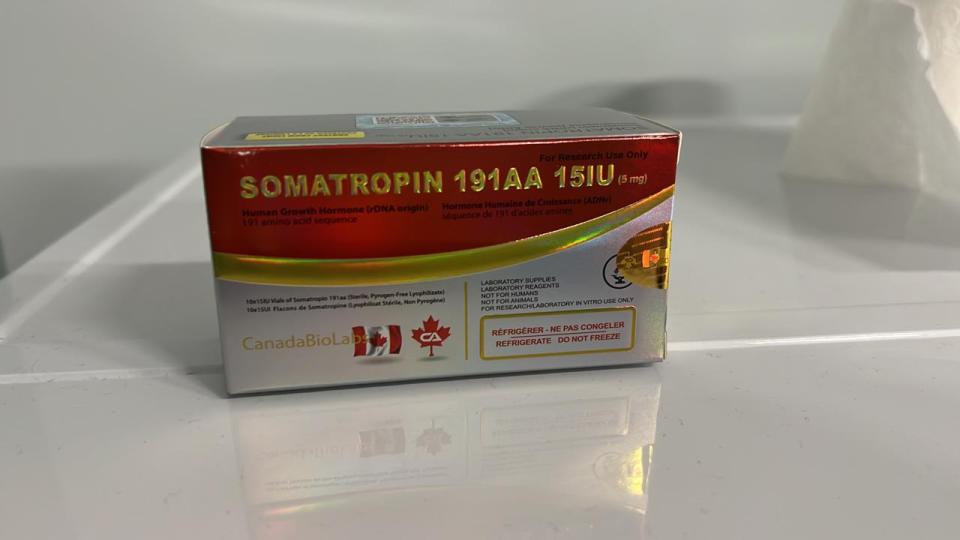 For Research Use Only
SOMATROPIN 191AA 15IU (5 mg)
Human Growth Hormone (rDNA origin)
191 amino acid sequence
Hormone Humaine de Croissance (ADNr)
séquence de 191 d'acides amines
10x15IU Vials of Somatropin 191aa (Sterile, Pyrogen-Free Lyophilizate)
10x15UI Flacons de Somatropine (Lyophilisat Stérile, Non Pyrogène)
CanadaBioLabs
CA
LABORATORY SUPPLIES
LABORATORY REAGENTS
NOT FOR HUMANS
NOT FOR ANIMALS
FOR RESEARCH/LABORATORY IN VITRO USE ONLY
RÉFRIGÉRER - NE PAS CONGELER
REFRIGERATE DO NOT FREEZE